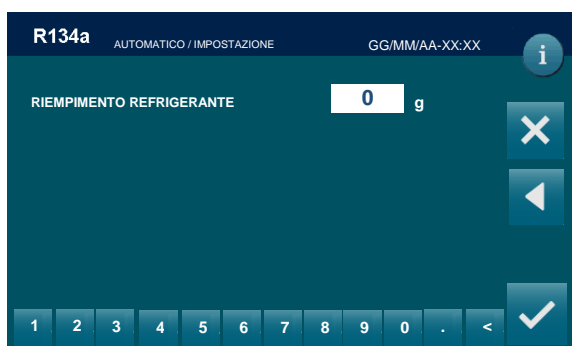 R134a AUTOMATICO / IMPOSTAZIONE GG/MM/AA-XX:XX
i
RIEMPIMENTO REFRIGERANTE 0 g
1 2 3 4 5 6 7 8 9 0 . <